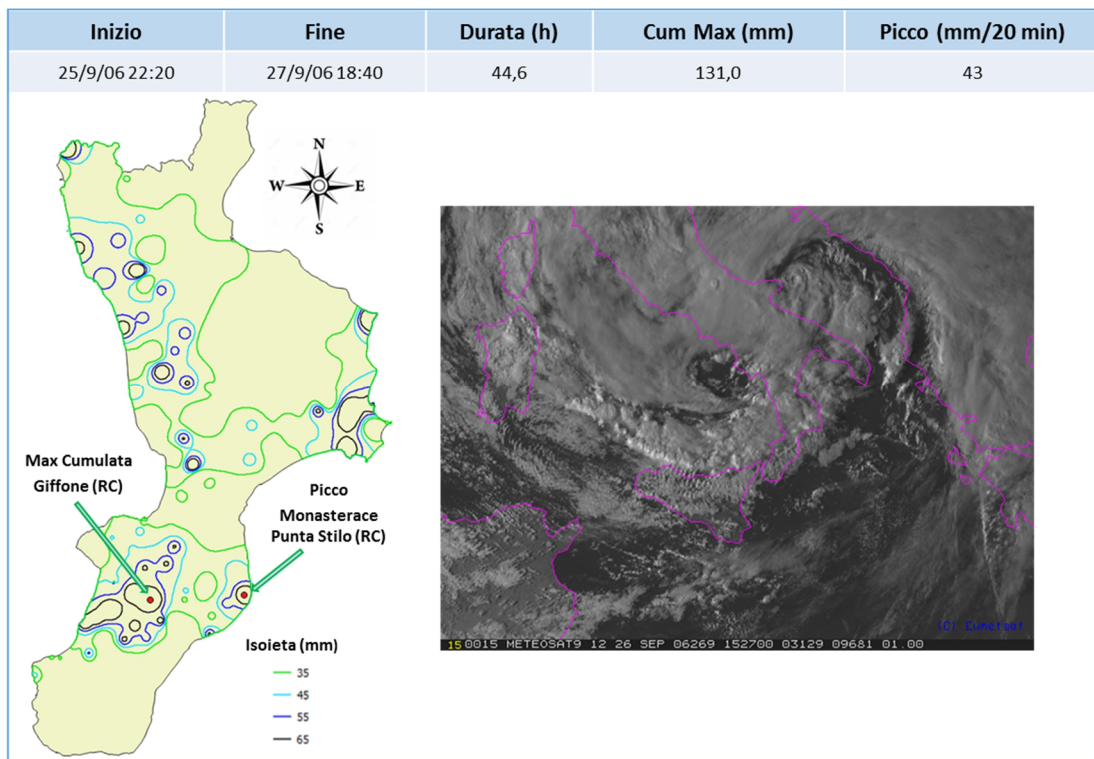 Inizio Fine Durata (h) Cum Max (mm) Picco (mm/20 min)
25/9/06 22:20 27/9/06 18:40 44,6 131,0 43
N
W E
S
Max Cumulata
Giffone (RC)
Picco
Monasterace
Punta Stilo (RC)
Isoieta (mm)
35
45
55
65
(C) Eumetsat
15 0015 METEOSAT9 12 26 SEP 06269 152700 03129 09681 01.00